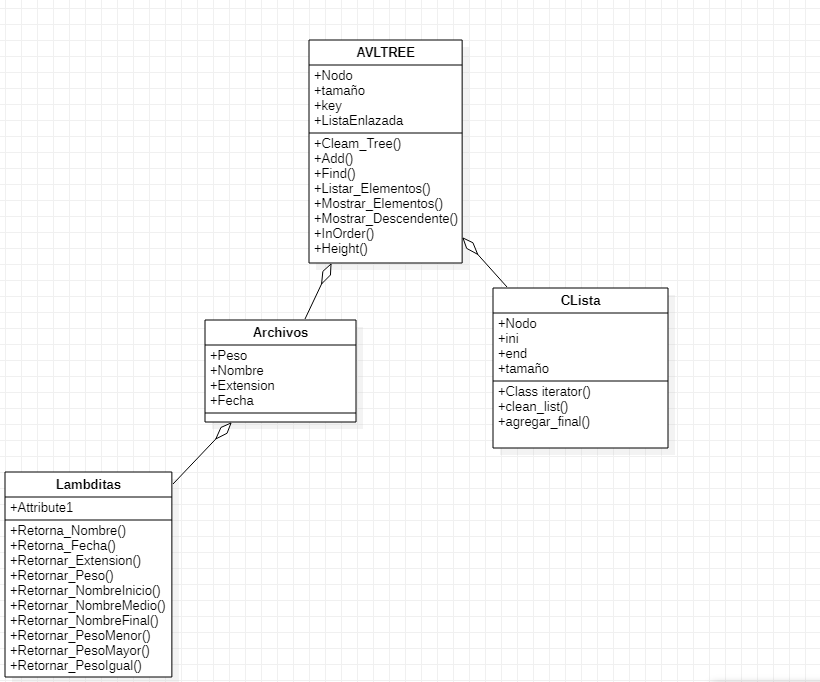 AVLTREE
+Nodo
+tamaño
+key
+ListaEnlazada
+Cleam_Tree()
+Add()
+Find()
+Listar_Elementos()
+Mostrar_Elementos()
+Mostrar_Descendente()
+InOrder()
+Height()
Archivos
+Peso
+Nombre
+Extension
+Fecha
CLista
+Nodo
+ini
+end
+tamaño
+Class iterator()
+clean_list()
+agregar_final()
Lambditas
+Attribute1
+Retorna_Nombre()
+Retorna_Fecha()
+Retornar_Extension()
+Retornar_Peso()
+Retornar_NombreInicio()
+Retornar_NombreMedio()
+Retornar_NombreFinal()
+Retornar_PesoMenor()
+Retornar_PesoMayor()
+Retornar_PesoIgual()